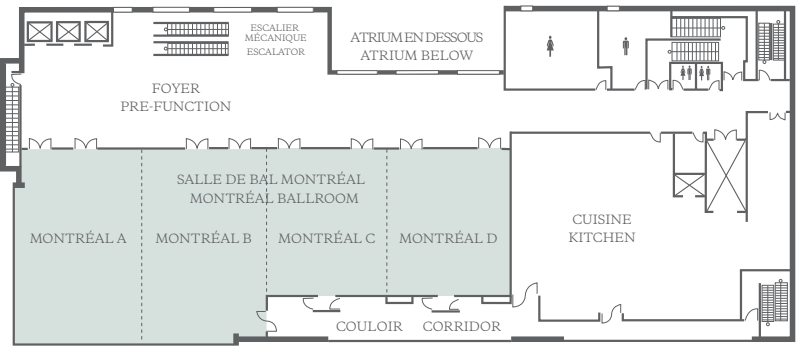 ESCALIER
MÉCANIQUE
ESCALATOR
ATRIUM EN DESSOUS
ATRIUM BELOW
FOYER
PRE-FUNCTION
SALLE DE BAL MONTRÉAL
MONTRÉAL BALLROOM
MONTRÉAL A
MONTRÉAL B
MONTRÉAL C
MONTRÉAL D
CUISINE
KITCHEN
COULOIR
CORRIDOR